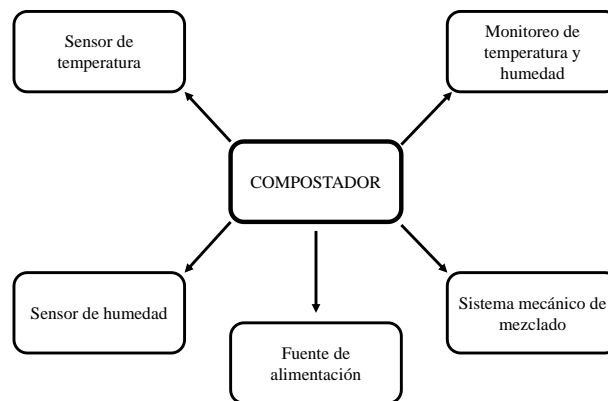 Sensor de
temperatura
Monitoreo de
temperatura y
humedad
COMPOSTADOR
Sensor de humedad
Sistema mecánico de
mezclado
Fuente de
alimentación